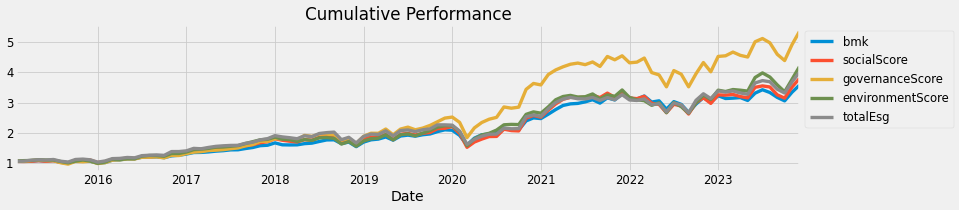 Cumulative Performance
5
4
3
2
1
2016 2017 2018 2019 2020 2021 2022 2023
Date
bmk
socialScore
governanceScore
environmentScore
totalEsg